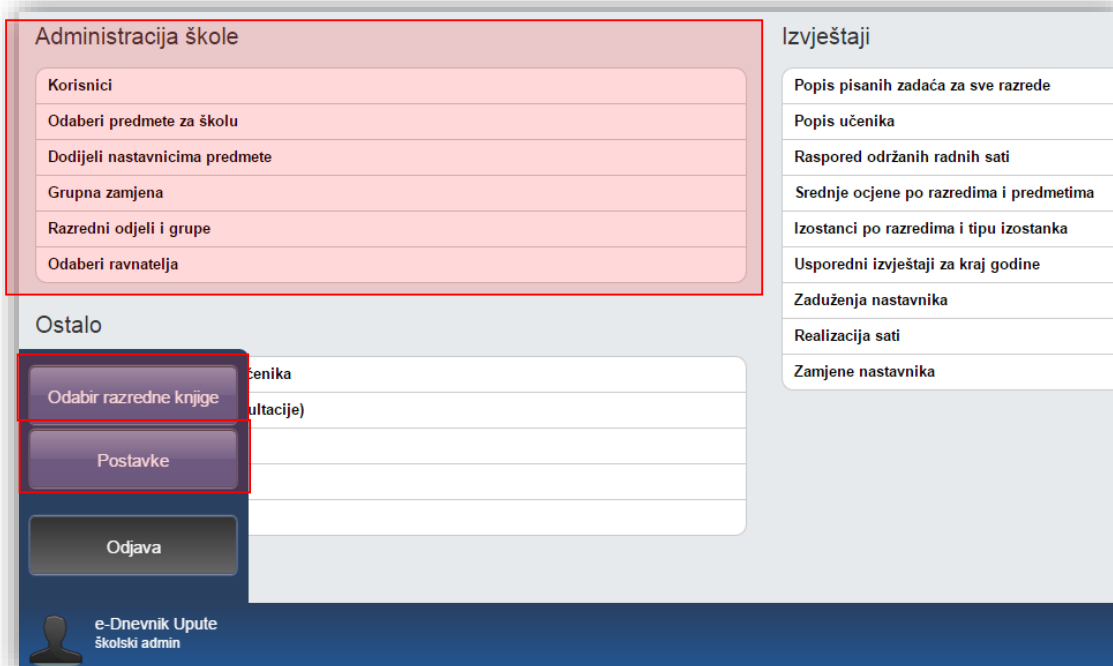 Administracija škole
Korisnici
Odaberi predmete za školu
Dodijeli nastavnicima predmete
Grupna zamjena
Razredni odjeli i grupe
Odaberi ravnatelja
Ostalo
čenika
ultacije)
Odabir razredne knjige
Postavke
Odjava
e-Dnevnik Upute
školski admin
Izvještaji
Popis pisanih zadaća za sve razrede
Popis učenika
Raspored održanih radnih sati
Srednje ocjene po razredima i predmetima
Izostanci po razredima i tipu izostanka
Usporedni izvještaji za kraj godine
Zaduženja nastavnika
Realizacija sati
Zamjene nastavnika